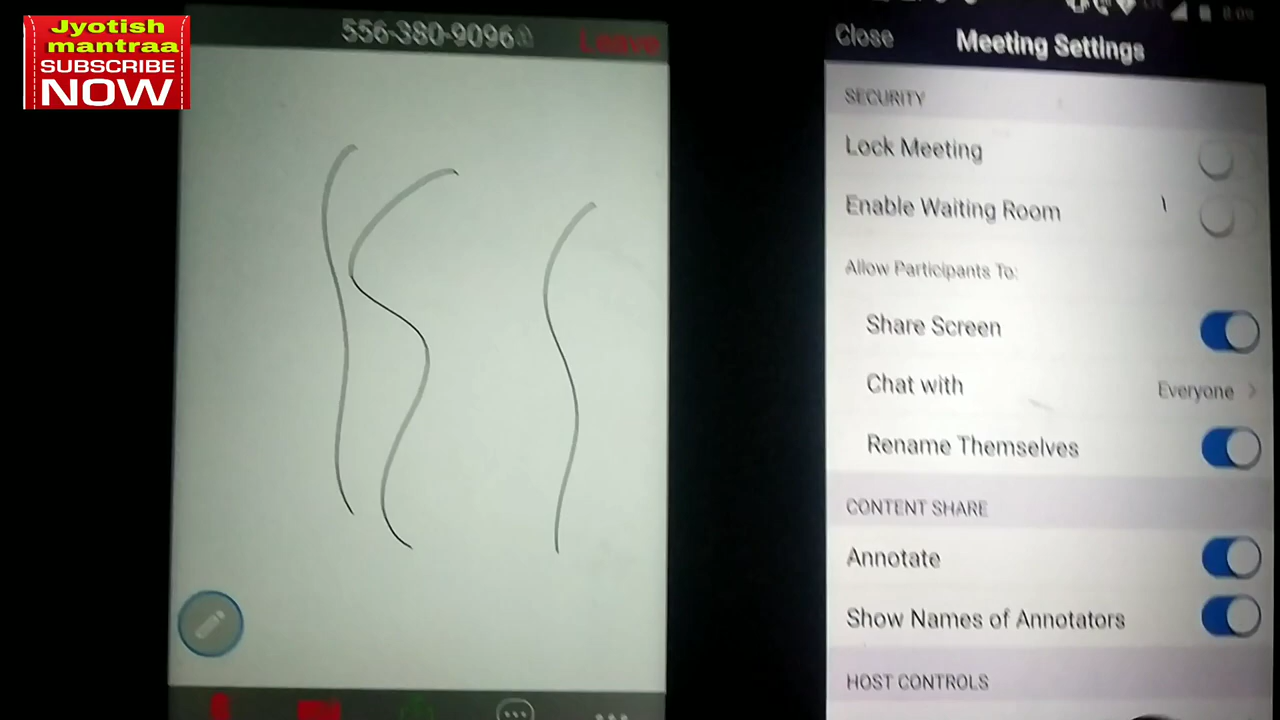 Jyotish
mantraa
SUBSCRIBE
NOW
556-380-9096
Leave
Close
Meeting Settings
SECURITY
Lock Meeting
Enable Waiting Room
Allow Participants To:
Share Screen
Chat with
Everyone
Rename Themselves
CONTENT SHARE
Annotate
Show Names of Annotators
HOST CONTROLS